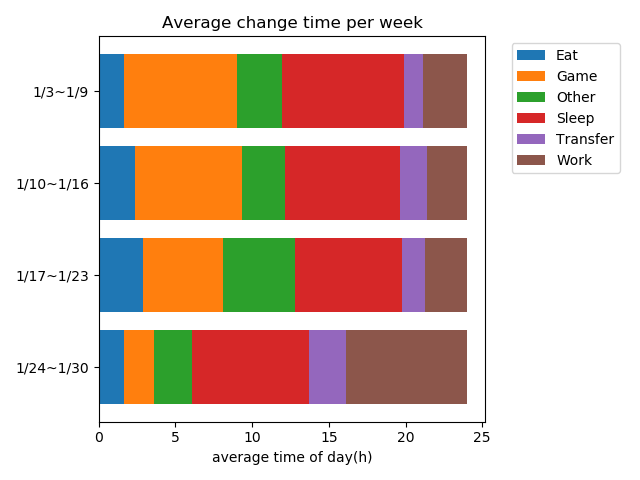 Average change time per week
1/3~1/9
1/10~1/16
1/17~1/23
1/24~1/30
0 5 10 15 20 25
average time of day(h)
Eat
Game
Other
Sleep
Transfer
Work